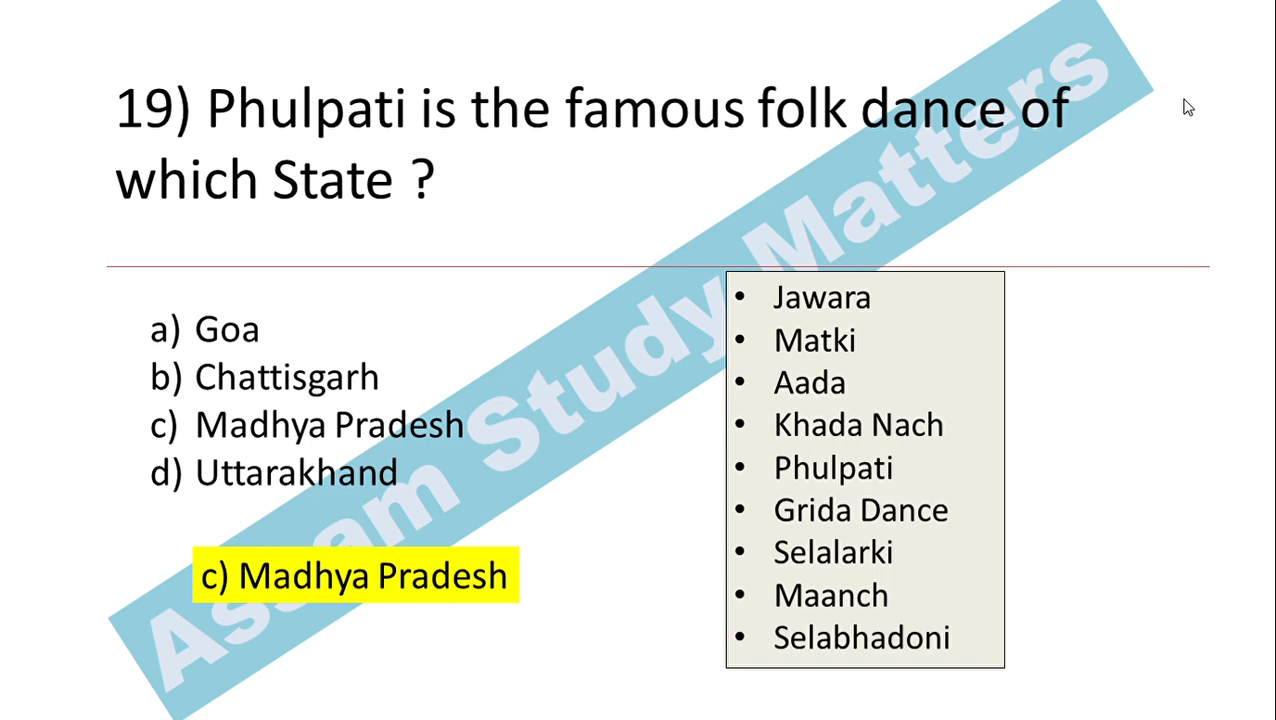 19) Phulpati is the famous folk dance of
which State ?
a) Goa
b) Chattisgarh
c) Madhya Pradesh
d) Uttarakhand
c) Madhya Pradesh
• Jawara
• Matki
• Aada
• Khada Nach
• Phulpati
• Grida Dance
• Selalarki
• Maanch
• Selabhadoni
Assam Study Matters